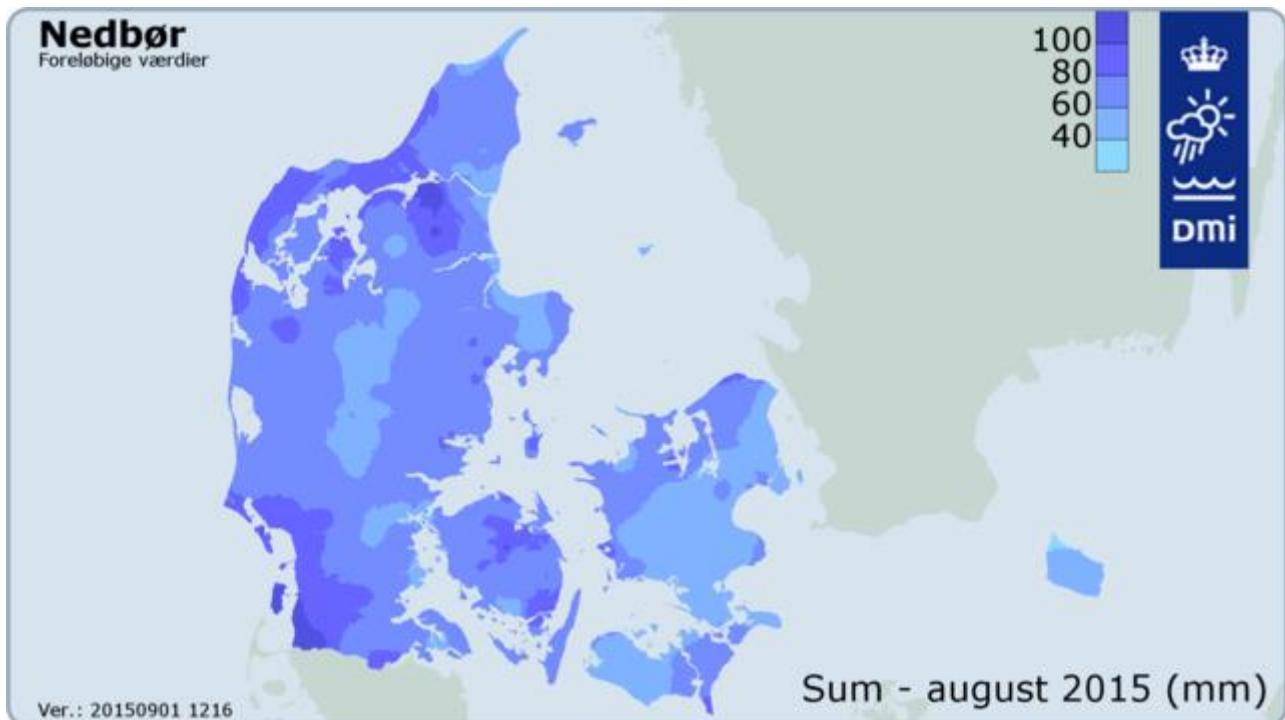 Nedbør
Foreløbige værdier
100
80
60
40
DMi
Sum - august 2015 (mm)
Ver.: 20150901 1216